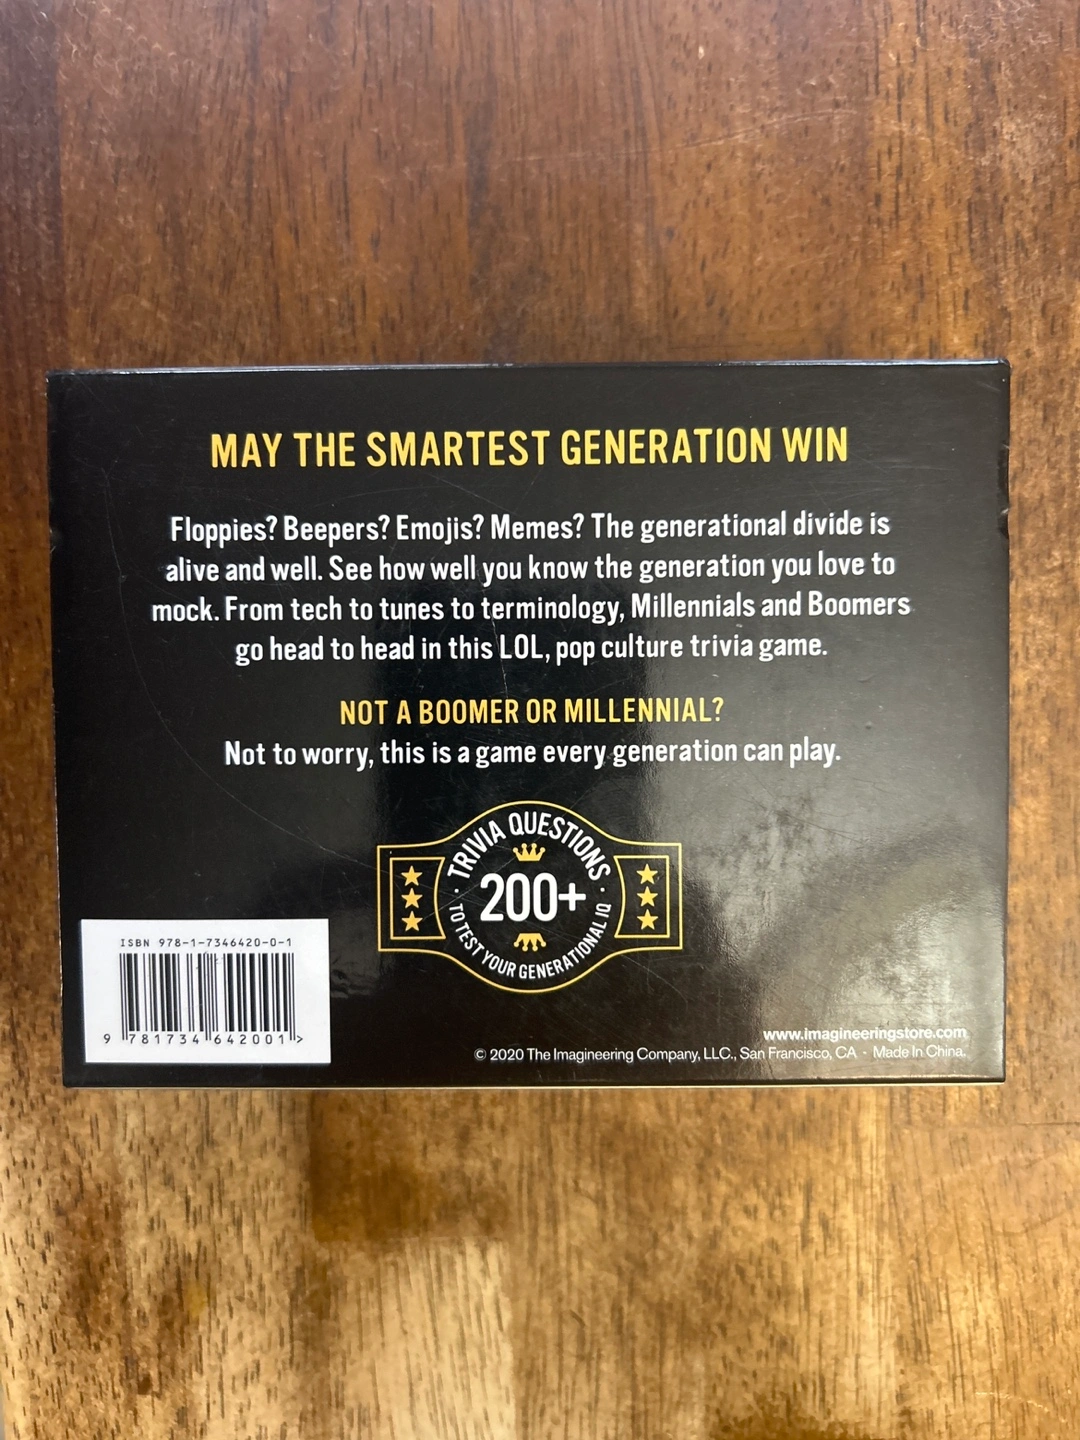 MAY THE SMARTEST GENERATION WIN
Floppies? Beepers? Emojis? Memes? The generational divide is
alive and well. See how well you know the generation you love to
mock. From tech to tunes to terminology, Millennials and Boomers
go head to head in this LOL, pop culture trivia game.
NOT A BOOMER OR MILLENNIAL?
Not to worry, this is a game every generation can play.
TRIVIA QUESTIONS
200+
TO TEST YOUR GENERATIONAL IQ
ISBN 978-1-7346420-0-1
9 781734 642001 >
www.imagineeringstore.com
© 2020 The Imagineering Company, LLC., San Francisco, CA · Made In China.